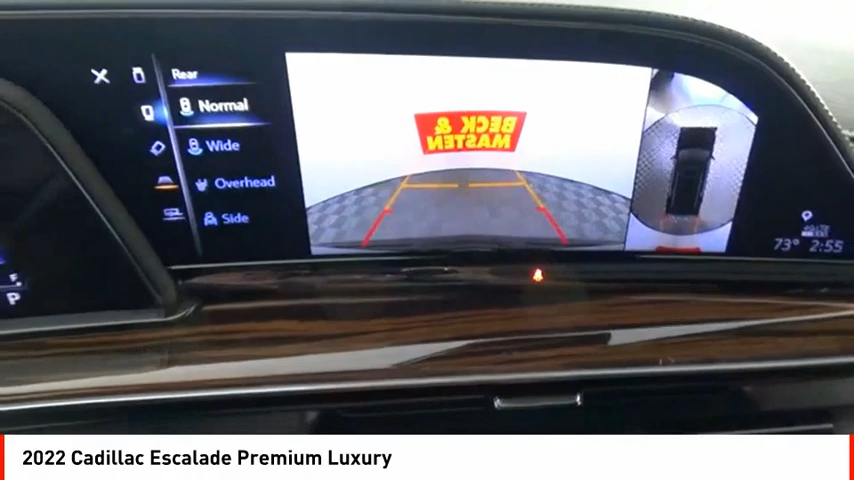 Rear
Normal
Wide
Overhead
Side
BECK &
MASTEN
73° 2:55
P
2022 Cadillac Escalade Premium Luxury